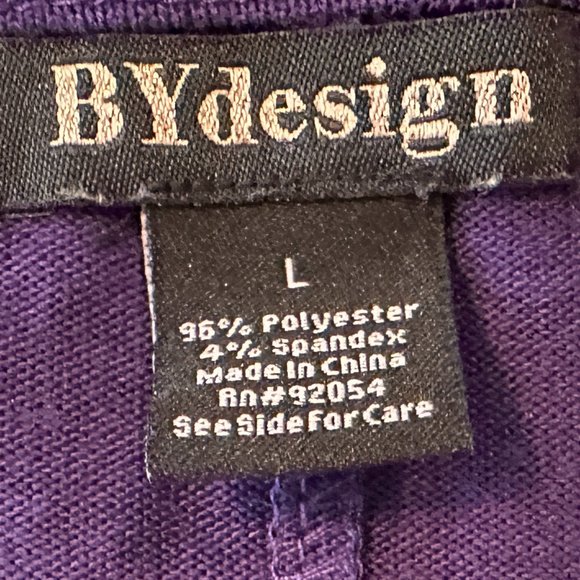 BYdesign
L
96% Polyester
4% Spandex
Made In China
RN#92054
See Side For Care